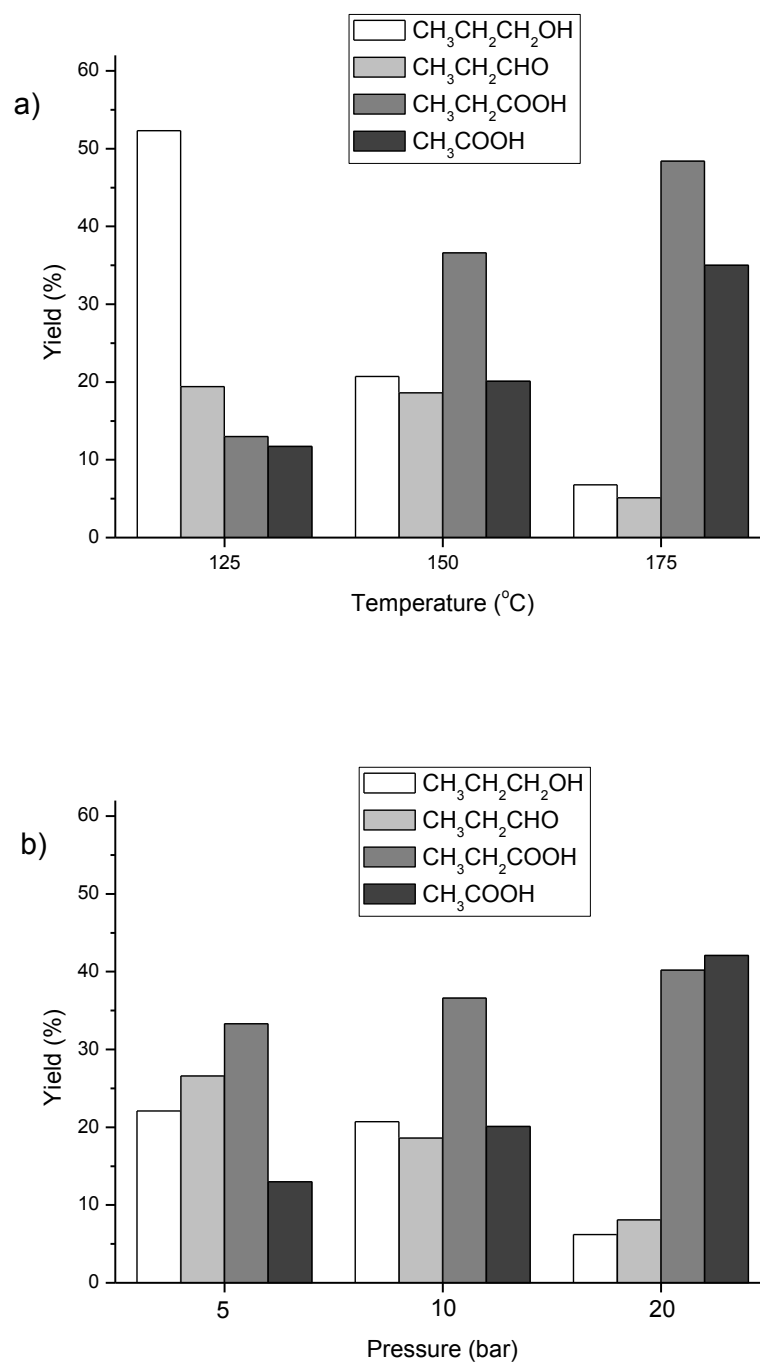 a)
CH₃CH₂CH₂OH
CH₃CH₂CHO
CH₃CH₂COOH
CH₃COOH
Yield (%)
60
50
40
30
20
10
0
125 150 175
Temperature (°C)
b)
CH₃CH₂CH₂OH
CH₃CH₂CHO
CH₃CH₂COOH
CH₃COOH
Yield (%)
60
50
40
30
20
10
0
5 10 20
Pressure (bar)